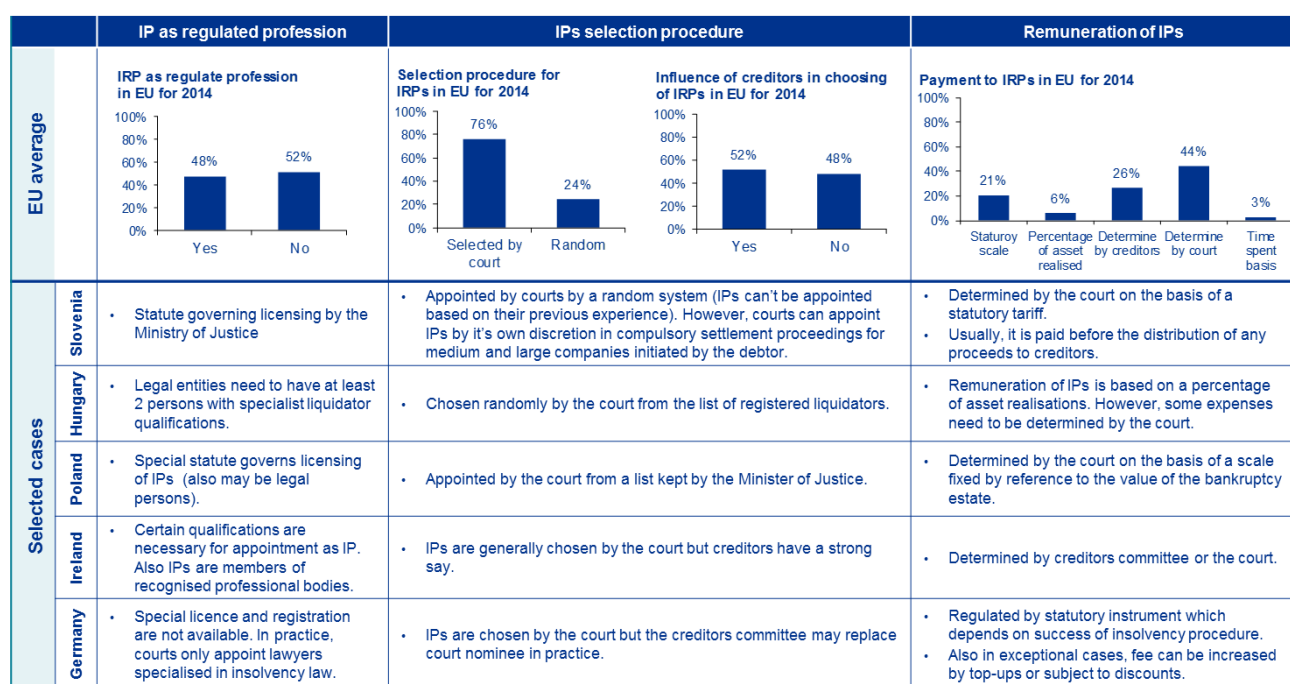 IP as regulated profession
IPs selection procedure
Remuneration of IPs
EU average
IRP as regulate profession
in EU for 2014
100%
80%
60%
40%
20%
0%
48%
52%
Yes
No
Selection procedure for
IRPs in EU for 2014
100%
80%
60%
40%
20%
0%
76%
24%
Selected by
court
Random
Influence of creditors in choosing
of IRPs in EU for 2014
100%
80%
60%
40%
20%
0%
52%
48%
Yes
No
Payment to IRPs in EU for 2014
100%
80%
60%
40%
20%
0%
21%
6%
26%
44%
3%
Staturoy
scale
Percentage
of asset
realised
Determine
by creditors
Determine
by court
Time
spent
basis
Selected cases
Slovenia
• Statute governing licensing by the
Ministry of Justice
• Appointed by courts by a random system (IPs can't be appointed
based on their previous experience). However, courts can appoint
IPs by it's own discretion in compulsory settlement proceedings for
medium and large companies initiated by the debtor.
• Determined by the court on the basis of a
statutory tariff.
• Usually, it is paid before the distribution of any
proceeds to creditors.
Hungary
• Legal entities need to have at least
2 persons with specialist liquidator
qualifications.
• Chosen randomly by the court from the list of registered liquidators.
• Remuneration of IPs is based on a percentage
of asset realisations. However, some expenses
need to be determined by the court.
Poland
• Special statute governs licensing
of IPs (also may be legal
persons).
• Appointed by the court from a list kept by the Minister of Justice.
• Determined by the court on the basis of a scale
fixed by reference to the value of the bankruptcy
estate.
Ireland
• Certain qualifications are
necessary for appointment as IP.
Also IPs are members of
recognised professional bodies.
• IPs are generally chosen by the court but creditors have a strong
say.
• Determined by creditors committee or the court.
Germany
• Special licence and registration
are not available. In practice,
courts only appoint lawyers
specialised in insolvency law.
• IPs are chosen by the court but the creditors committee may replace
court nominee in practice.
• Regulated by statutory instrument which
depends on success of insolvency procedure.
• Also in exceptional cases, fee can be increased
by top-ups or subject to discounts.